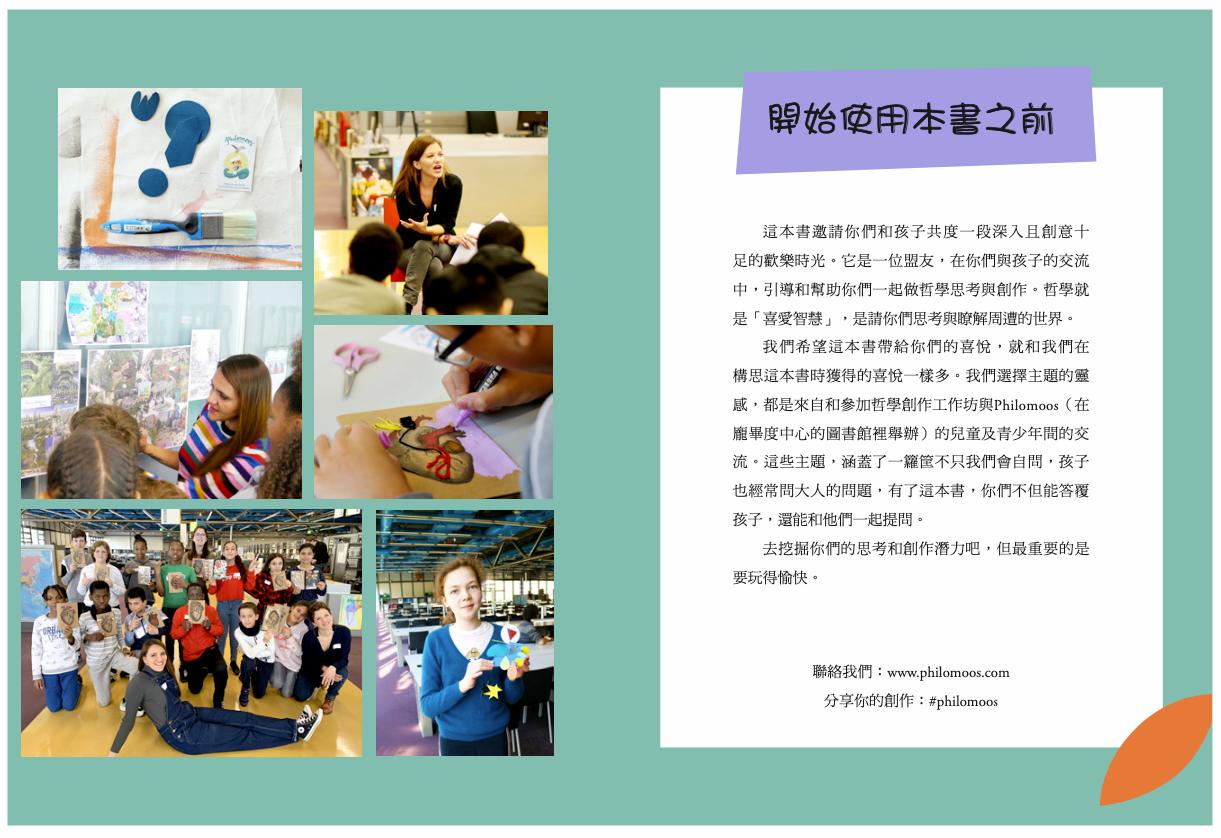 philomoos
開始使用本書之前
這本書邀請你們和孩子共度一段深入且創意十
足的歡樂時光。它是一位盟友，在你們與孩子的交流
中，引導和幫助你們一起做哲學思考與創作。哲學就
是「喜愛智慧」，是請你們思考與瞭解周遭的世界。
我們希望這本書帶給你們的喜悅，就和我們在
構思這本書時獲得的喜悅一樣多。我們選擇主題的靈
感，都是來自和參加哲學創作工作坊與Philomoos（在
龐畢度中心的圖書館裡舉辦）的兒童及青少年間的交
流。這些主題，涵蓋了一籮筐不只我們會自問，孩子
也經常問大人的問題，有了這本書，你們不但能答覆
孩子，還能和他們一起提問。
去挖掘你們的思考和創作潛力吧，但最重要的是
要玩得愉快。
聯絡我們：www.philomoos.com
分享你的創作：#philomoos